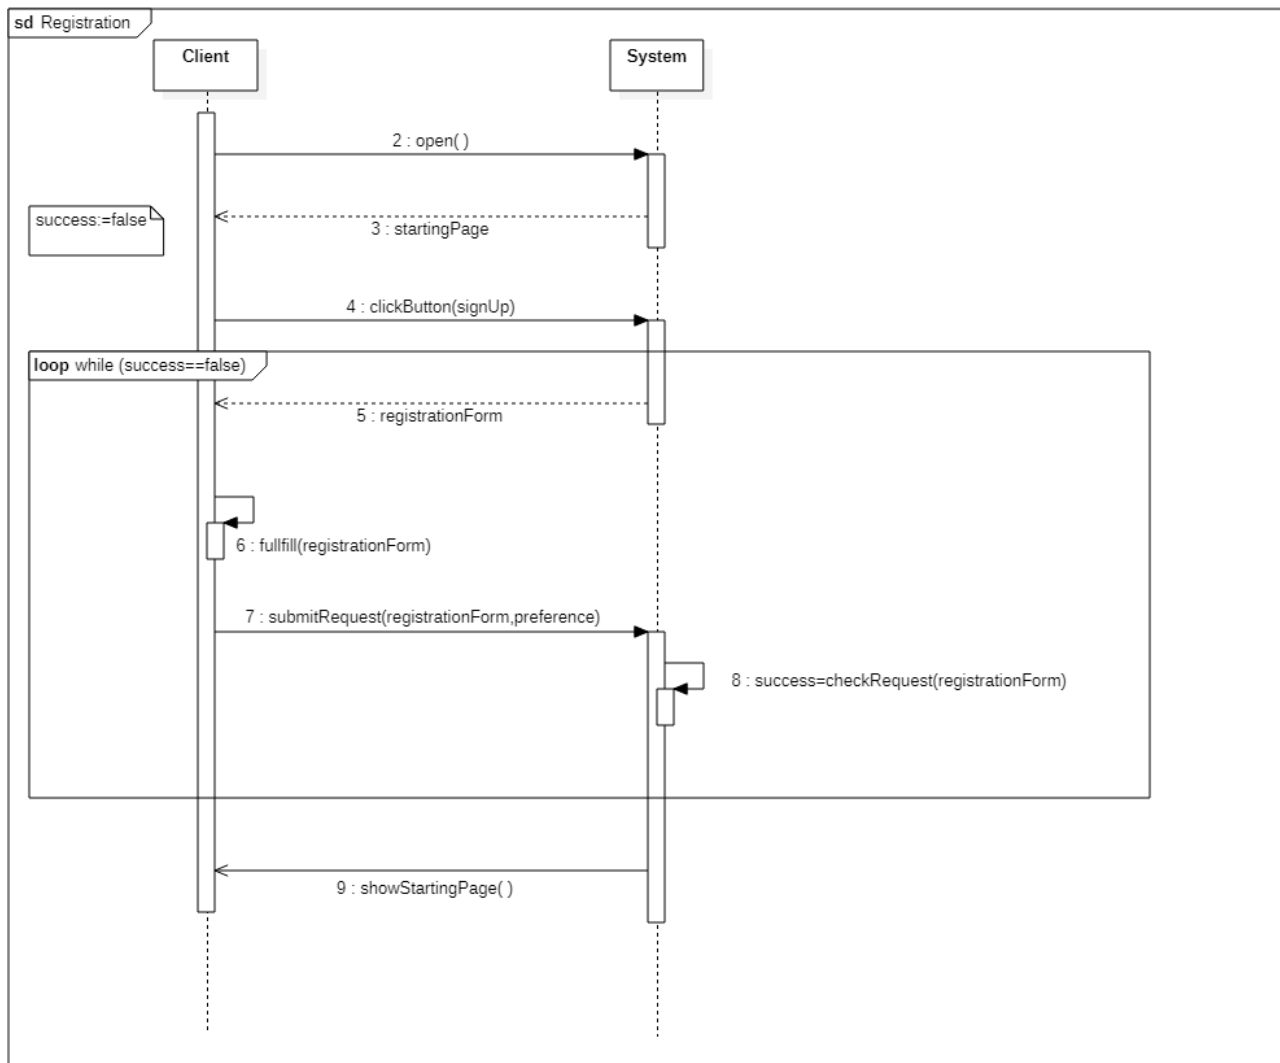 sd Registration
Client
System
2 : open( )
success:=false
3 : startingPage
4 : clickButton(signUp)
loop while (success==false)
5 : registrationForm
6 : fullfill(registrationForm)
7 : submitRequest(registrationForm,preference)
8 : success=checkRequest(registrationForm)
9 : showStartingPage( )